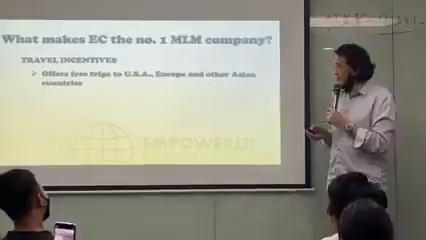 What makes EC the no. 1 MLM company?
TRAVEL INCENTIVES
➢ Offers free trips to U.S.A., Europe and other Asian
countries
EMPOWERED